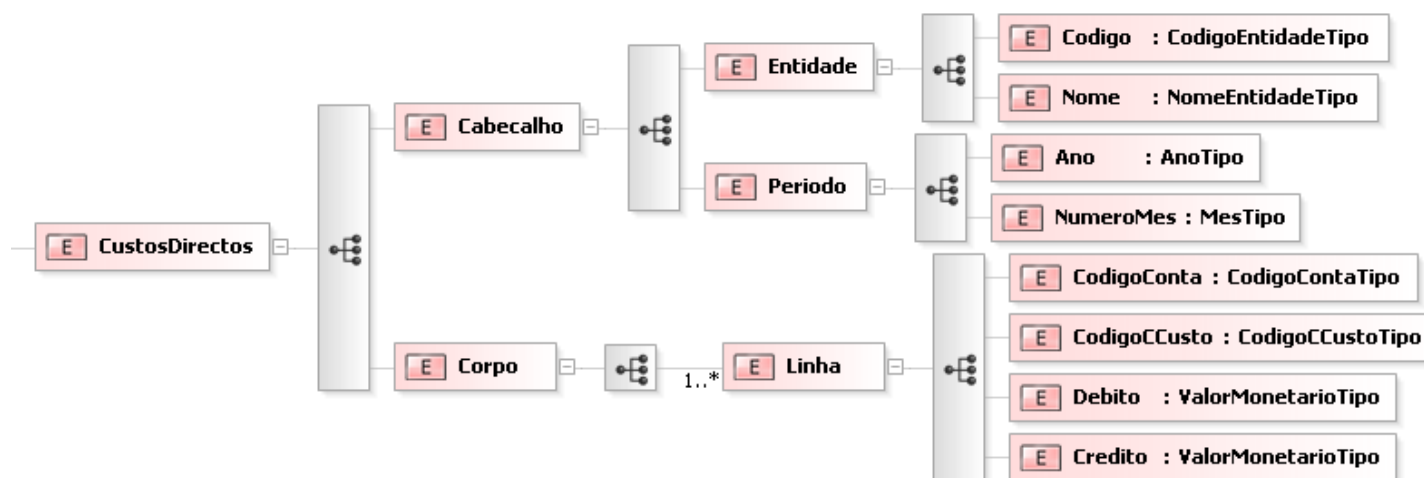 E Codigo : CodigoEntidadeTipo
E Entidade
E Nome : NomeEntidadeTipo
E Cabecalho
E Ano : AnoTipo
E Periodo
E NumeroMes : MesTipo
E CustosDirectos
E CodigoConta : CodigoContaTipo
E CodigoCCusto : CodigoCCustoTipo
E Corpo
1..*
E Linha
E Debito : ValorMonetarioTipo
E Credito : ValorMonetarioTipo